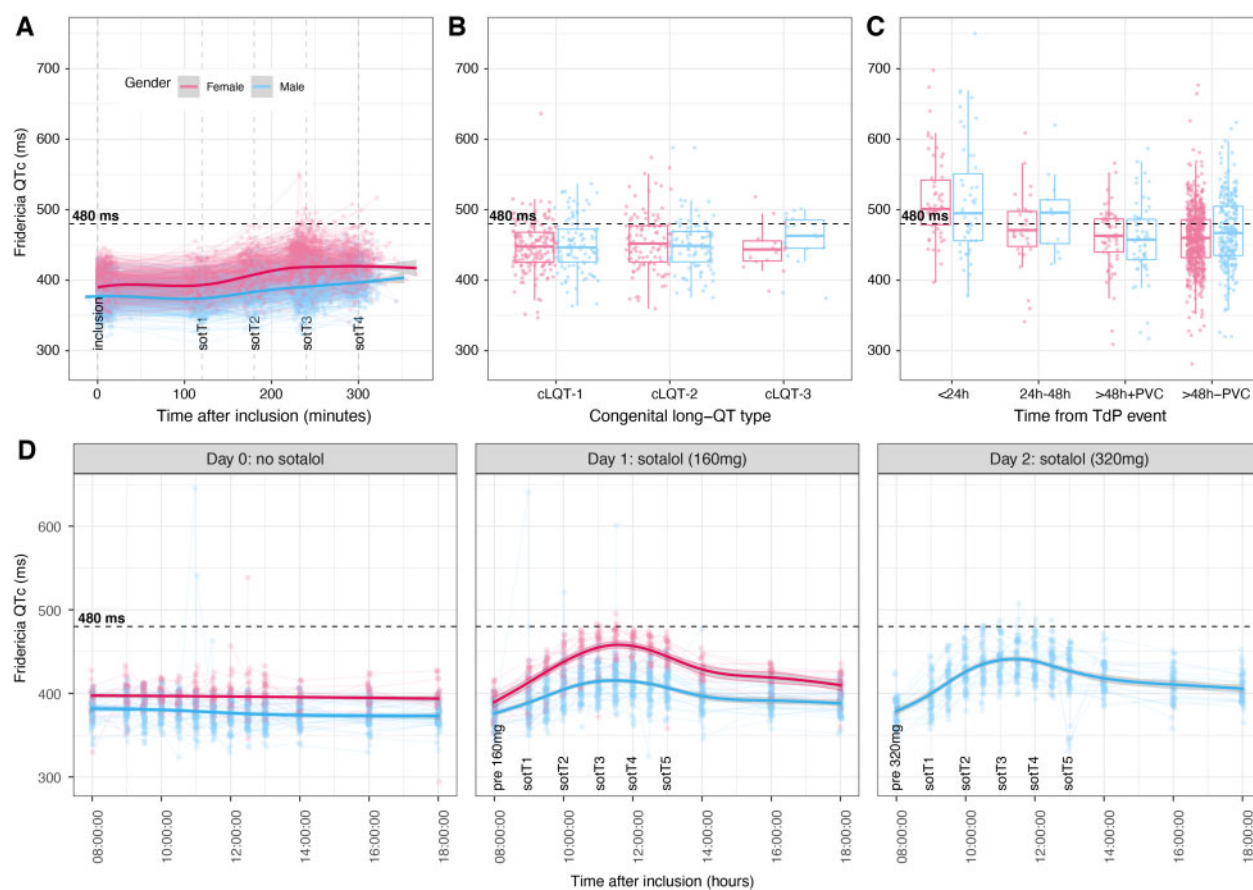 A
B
C
Gender Female Male
Fridericia QTc (ms)
700
600
500
400
300
480 ms
inclusion
sotT1
sotT2
sotT3
sotT4
0 100 200 300
Time after inclusion (minutes)
700
600
500
400
300
480 ms
cLQT-1 cLQT-2 cLQT-3
Congenital long-QT type
700
600
500
400
300
480 ms
<24h 24h-48h >48h+PVC >48h-PVC
Time from TdP event
D
Day 0: no sotalol
Day 1: sotalol (160mg)
Day 2: sotalol (320mg)
Fridericia QTc (ms)
600
500
400
300
480 ms
08:00:00 10:00:00 12:00:00 14:00:00 16:00:00 18:00:00
pre 160mg
sotT1
sotT2
sotT3
sotT4
sotT5
08:00:00 10:00:00 12:00:00 14:00:00 16:00:00 18:00:00
pre 320mg
sotT1
sotT2
sotT3
sotT4
sotT5
08:00:00 10:00:00 12:00:00 14:00:00 16:00:00 18:00:00
Time after inclusion (hours)